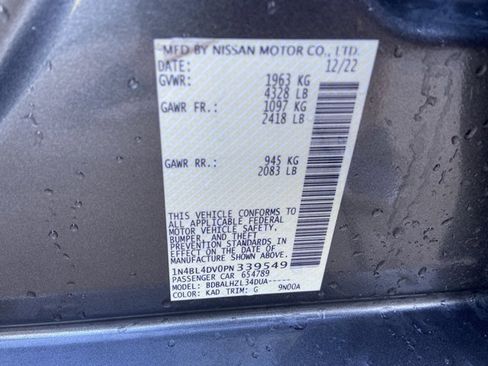 MFD BY NISSAN MOTOR CO., LTD.
DATE: 12/22
GVWR: 1963 KG
4328 LB
GAWR FR.: 1097 KG
2418 LB
GAWR RR.: 945 KG
2083 LB
THIS VEHICLE CONFORMS TO
ALL APPLICABLE FEDERAL
MOTOR VEHICLE SAFETY,
BUMPER, AND THEFT
PREVENTION STANDARDS IN
EFFECT ON THE DATE OF
MANUFACTURE SHOWN ABOVE.
1N4BL4DV0PN339549
PASSENGER CAR 654789
MODEL: BDBALHZL34DUA-----
COLOR: KAD TRIM: G 9N00A